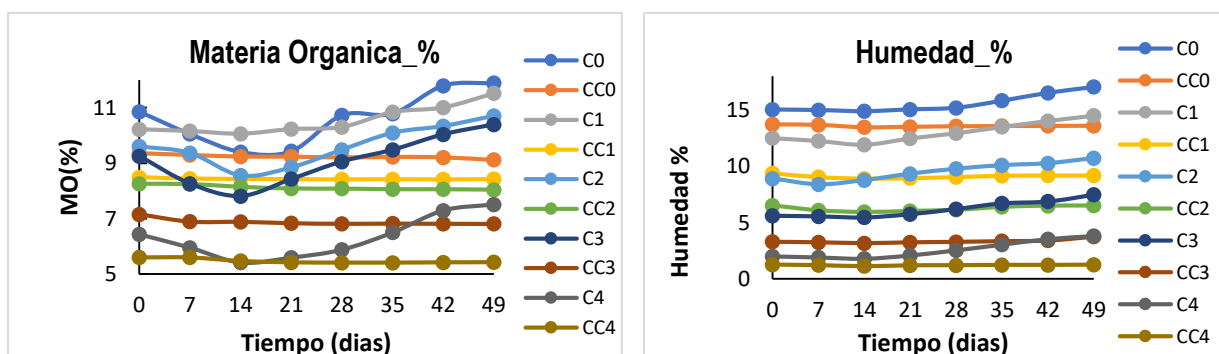 Materia Organica_%
MO(%)
11
9
7
5
0 7 14 21 28 35 42 49
Tiempo (dias)
C0
CC0
C1
CC1
C2
CC2
C3
CC3
C4
CC4
Humedad_%
Humedad %
15
10
5
0
0 7 14 21 28 35 42 49
Tiempo (dias)
C0
CC0
C1
CC1
C2
CC2
C3
CC3
C4
CC4